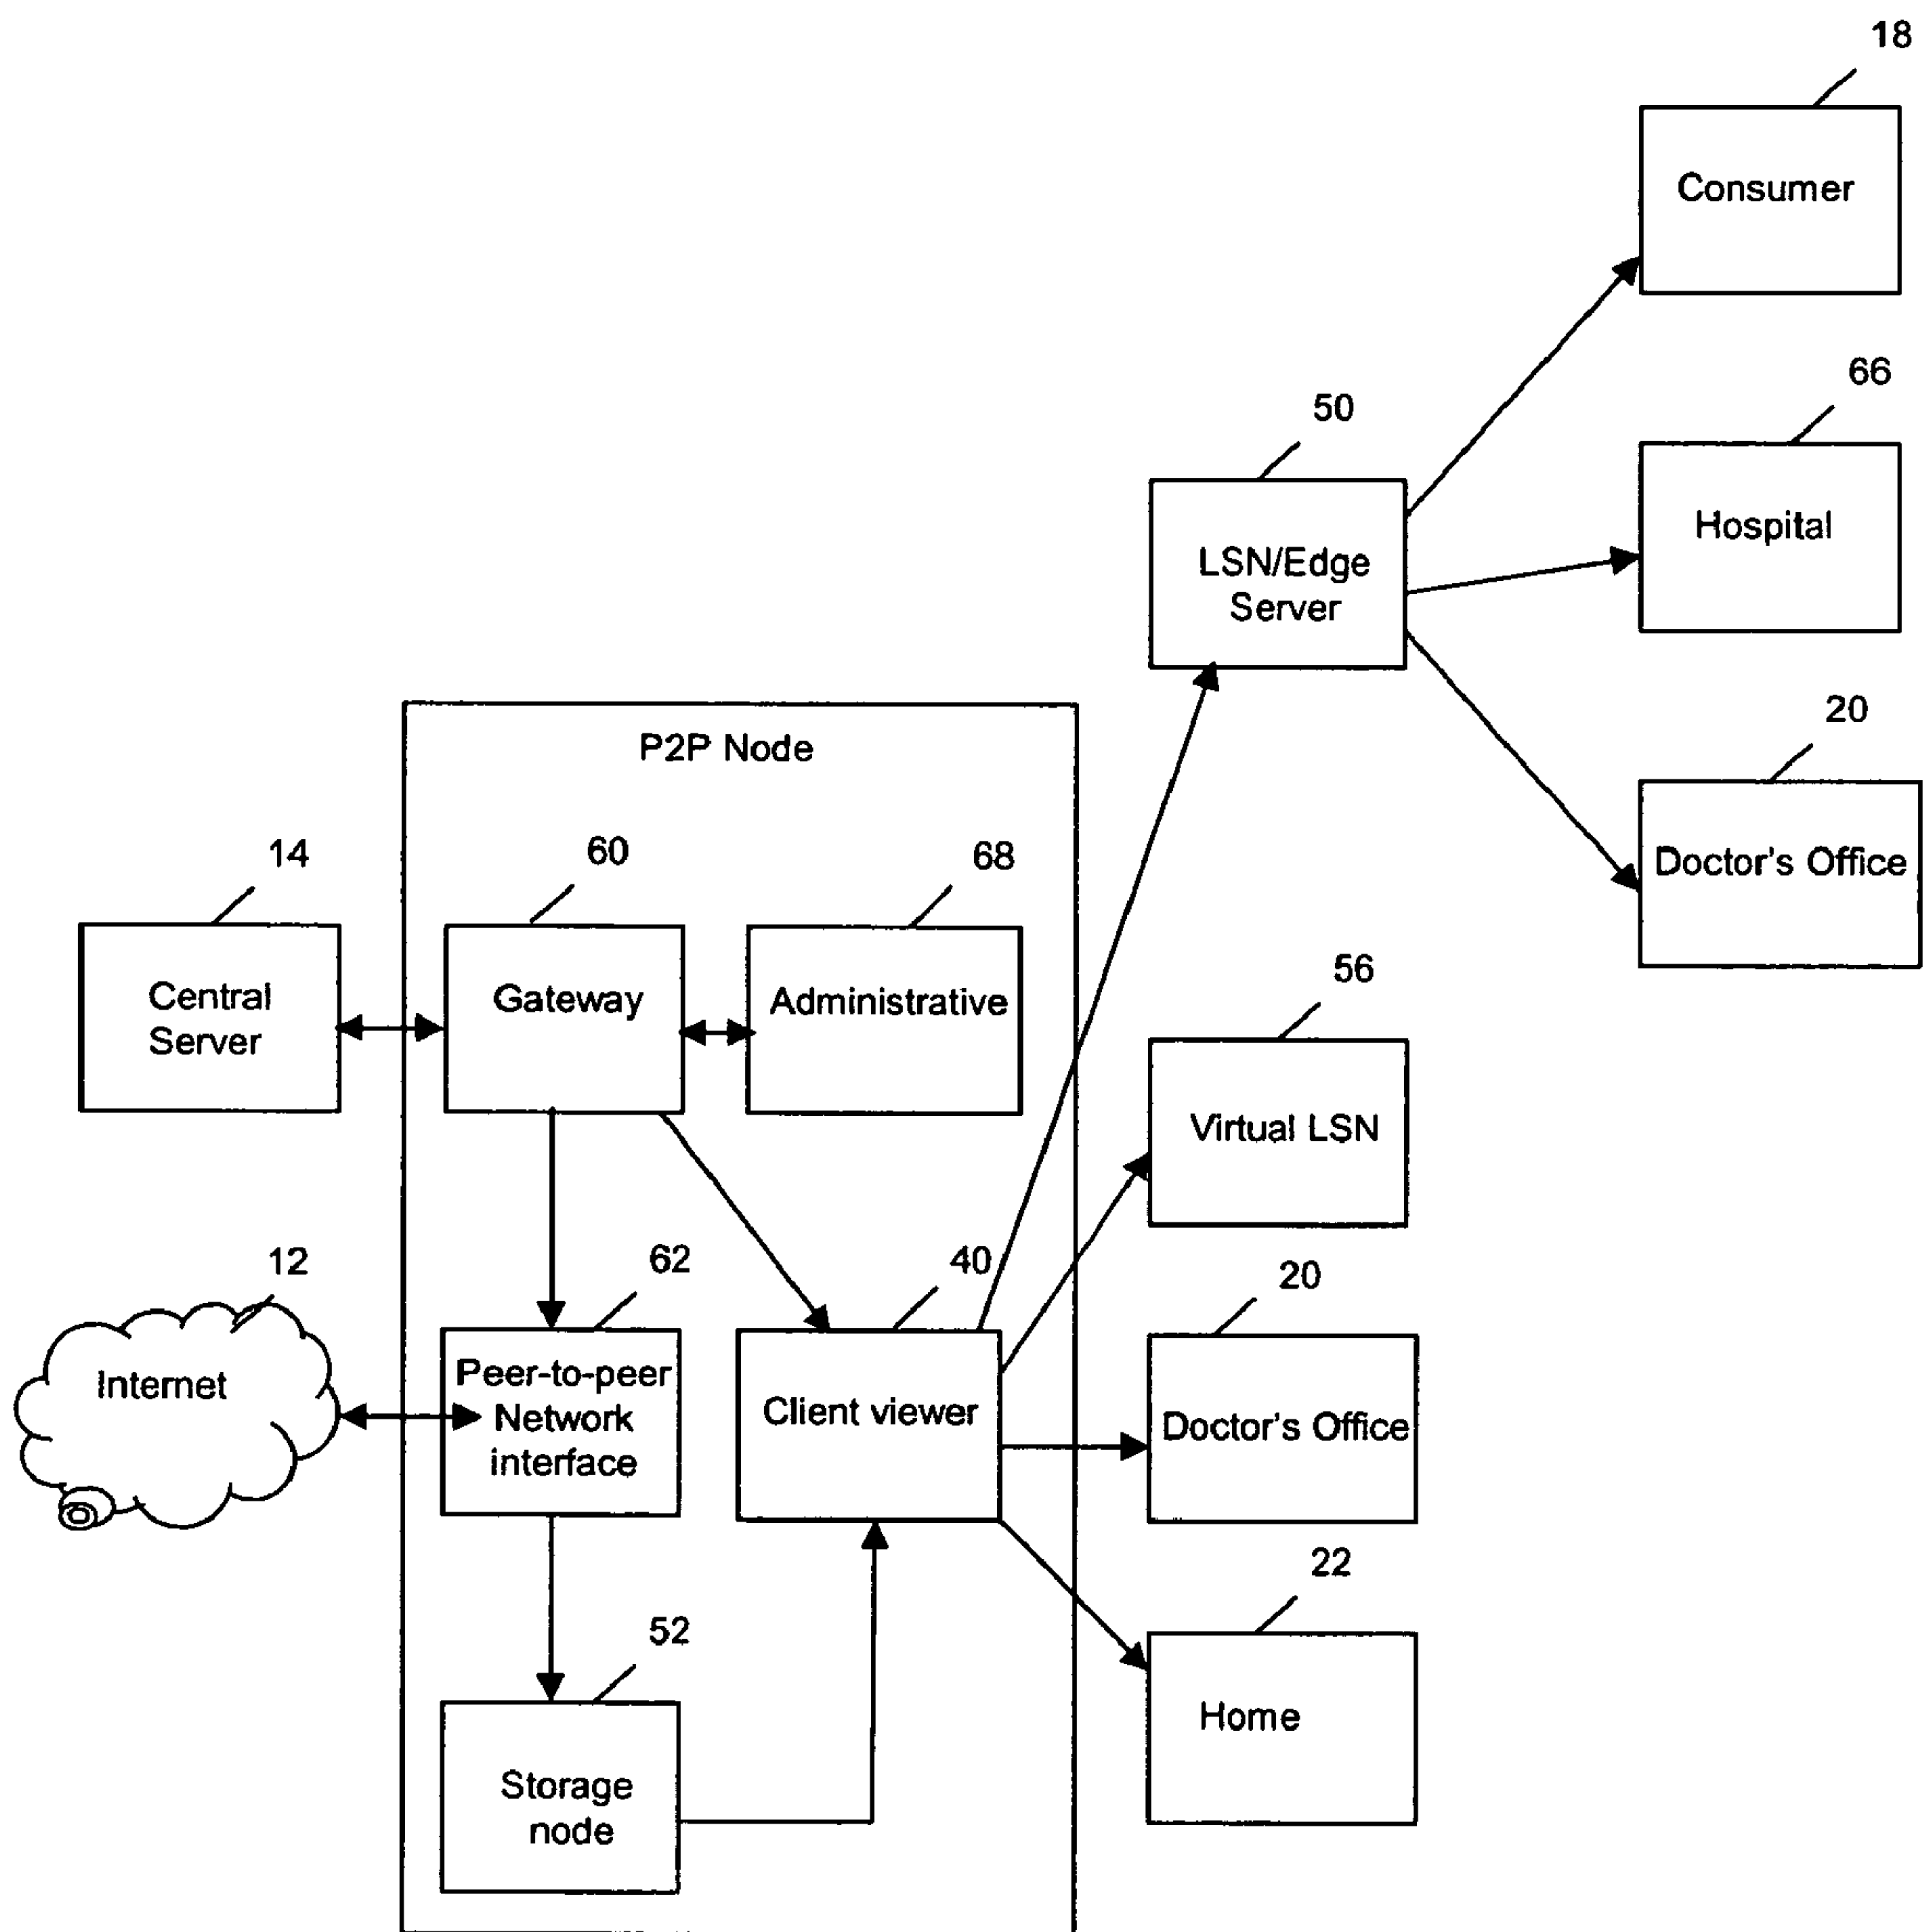 18
Consumer
66
Hospital
50
LSN/Edge
Server
20
Doctor's Office
P2P Node
14
Central
Server
60
Gateway
68
Administrative
56
Virtual LSN
12
Internet
62
Peer-to-peer
Network
interface
40
Client viewer
20
Doctor's Office
22
Home
52
Storage
node